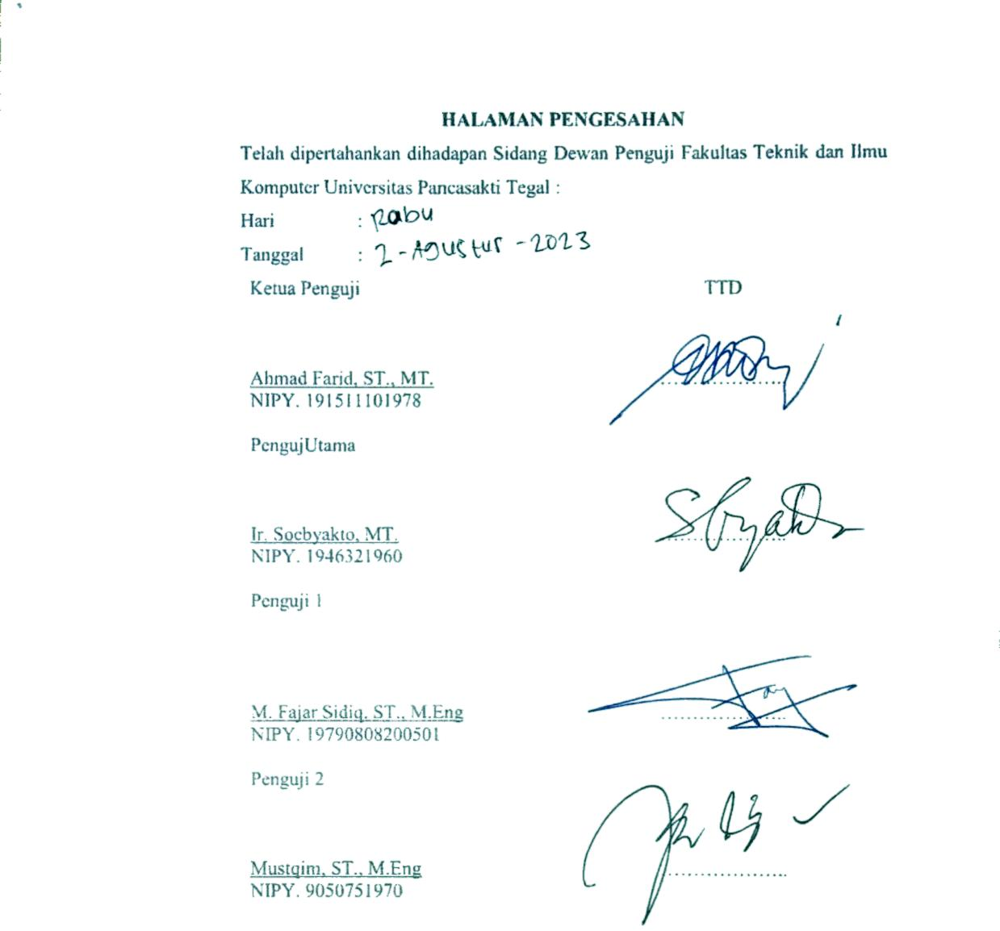 HALAMAN PENGESAHAN
Telah dipertahankan dihadapan Sidang Dewan Penguji Fakultas Teknik dan Ilmu
Komputer Universitas Pancasakti Tegal :
Hari : Rabu
Tanggal : 2 - Agustus - 2023
Ketua Penguji TTD
Ahmad Farid, ST., MT.
NIPY. 191511101978
PengujUtama
Ir. Soebyakto, MT.
NIPY. 1946321960
Penguji 1
M. Fajar Sidiq, ST., M.Eng
NIPY. 19790808200501
Penguji 2
Mustqim, ST., M.Eng
NIPY. 9050751970